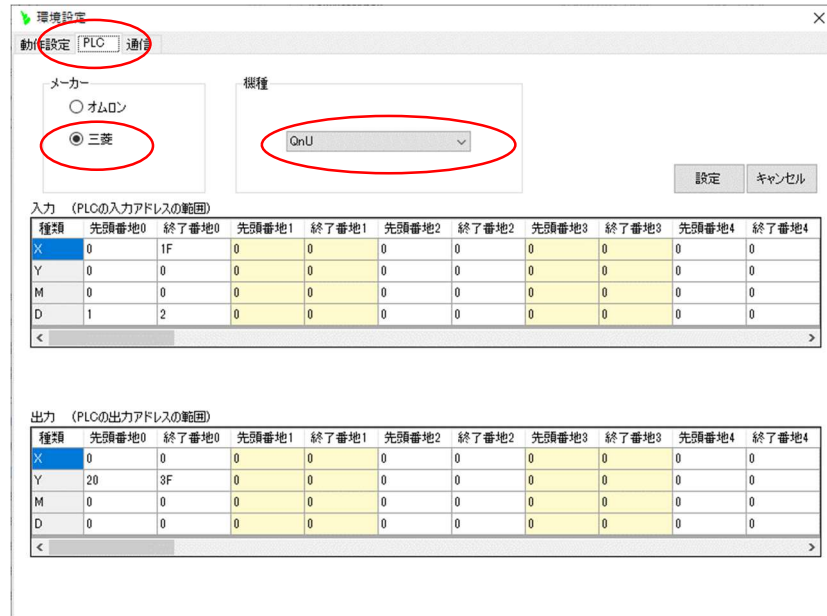 環境設定
動作設定 PLC 通信
メーカー
オムロン
三菱
機種
QnU
設定 キャンセル
入力 (PLCの入力アドレスの範囲)
種類 先頭番地0 終了番地0 先頭番地1 終了番地1 先頭番地2 終了番地2 先頭番地3 終了番地3 先頭番地4 終了番地4
X 0 1F 0 0 0 0 0 0 0 0
Y 0 0 0 0 0 0 0 0 0 0
M 0 0 0 0 0 0 0 0 0 0
D 1 2 0 0 0 0 0 0 0 0
出力 (PLCの出力アドレスの範囲)
種類 先頭番地0 終了番地0 先頭番地1 終了番地1 先頭番地2 終了番地2 先頭番地3 終了番地3 先頭番地4 終了番地4
X 0 0 0 0 0 0 0 0 0 0
Y 20 3F 0 0 0 0 0 0 0 0
M 0 0 0 0 0 0 0 0 0 0
D 0 0 0 0 0 0 0 0 0 0